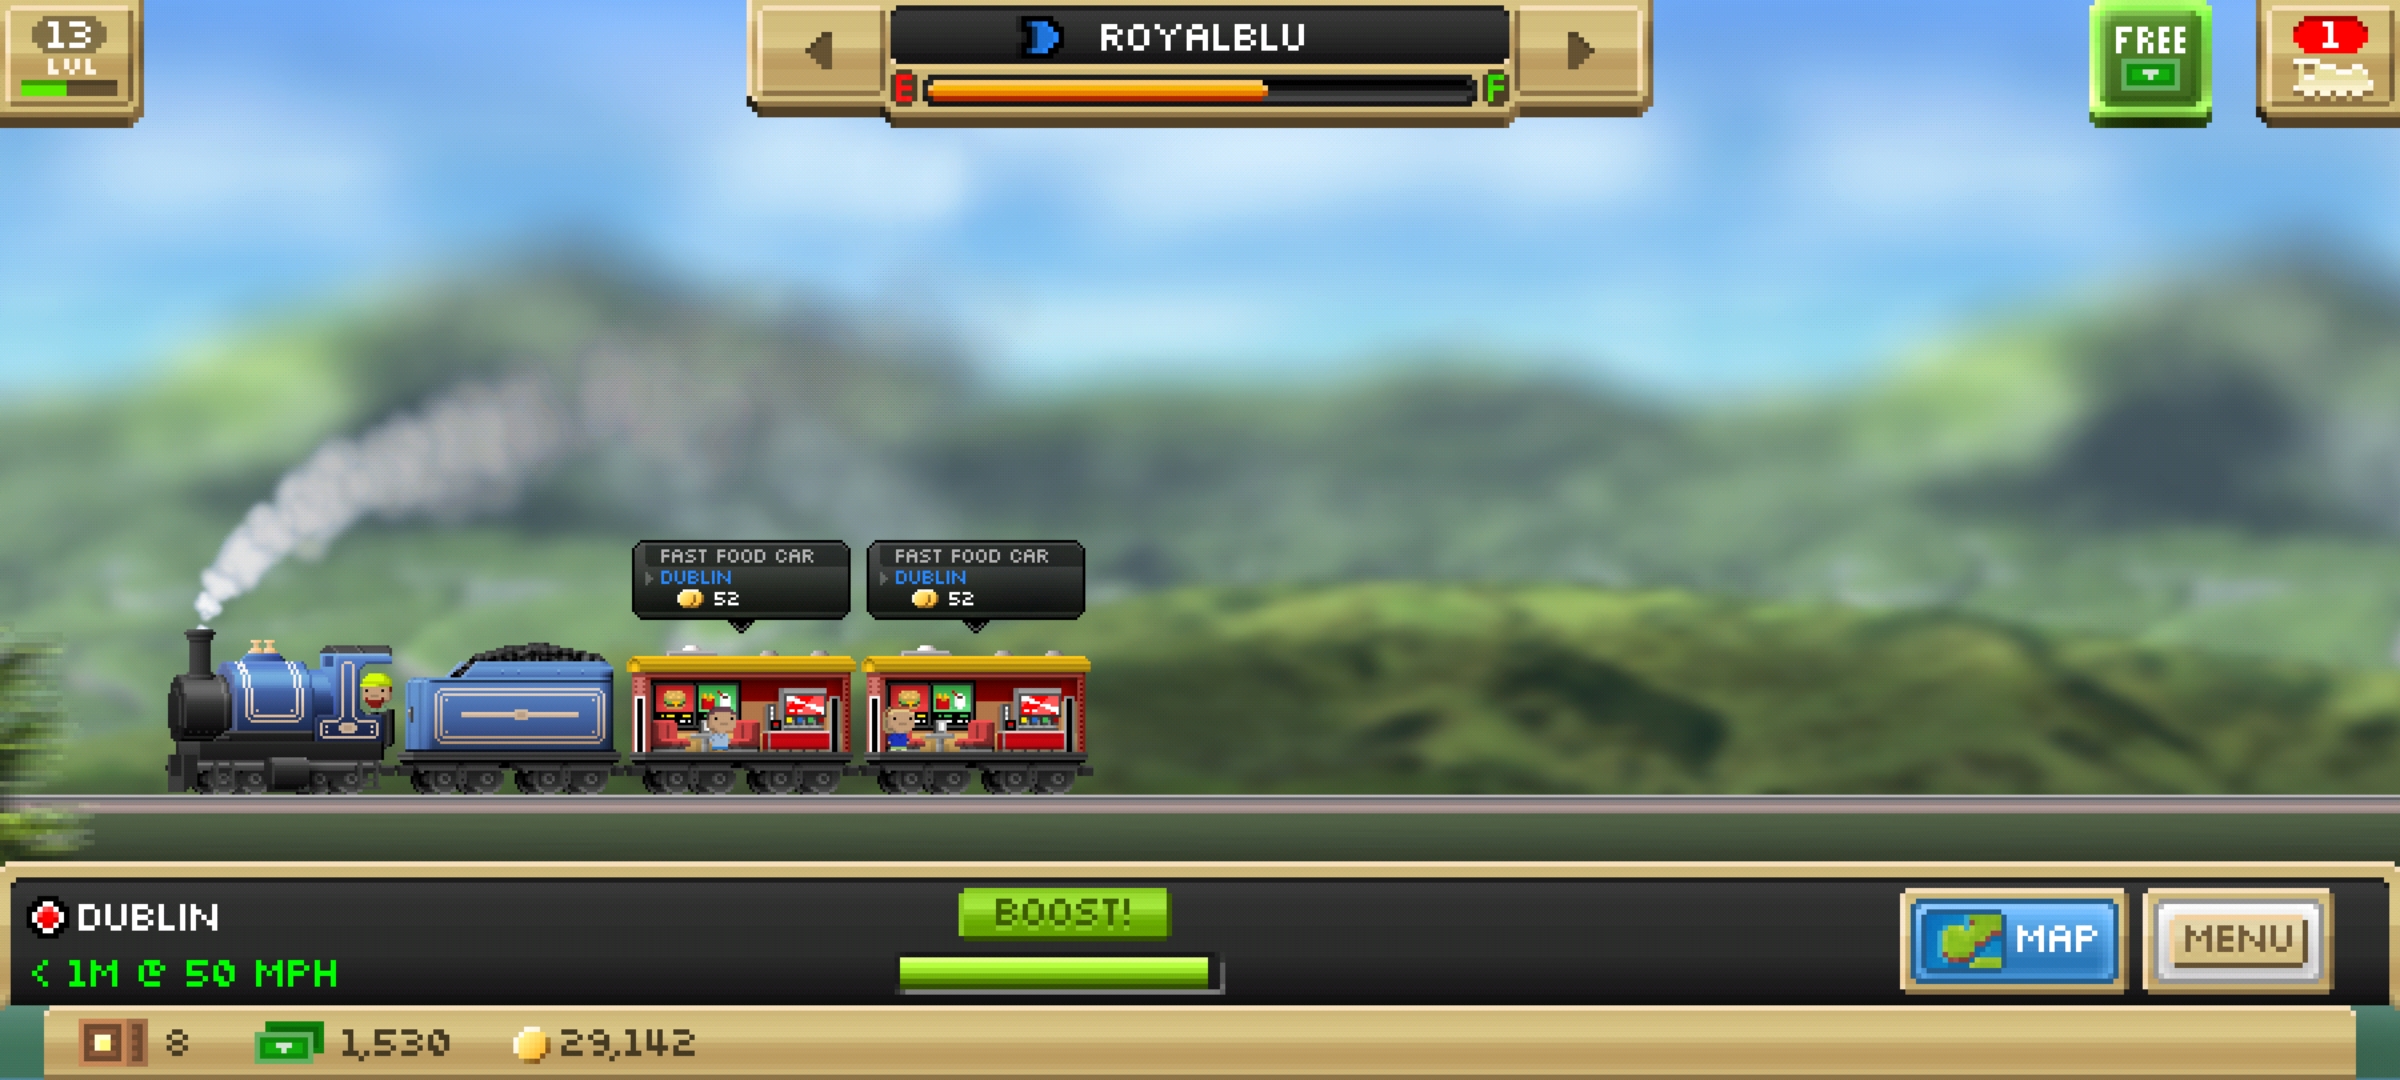 13
LVL
ROYALBLU
E
F
FREE
1
FAST FOOD CAR
DUBLIN
52
FAST FOOD CAR
DUBLIN
52
DUBLIN
< 1M @ 50 MPH
BOOST!
MAP
MENU
8
1,530
29,142